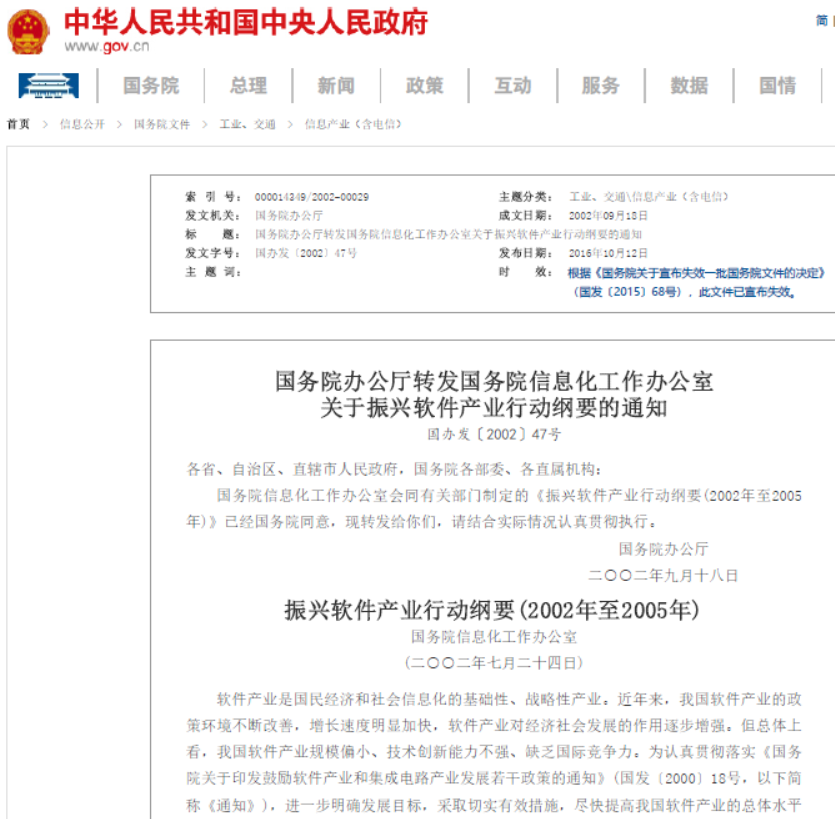 中华人民共和国中央人民政府
www.gov.cn
简 |
国务院 | 总理 | 新闻 | 政策 | 互动 | 服务 | 数据 | 国情 |
首页 > 信息公开 > 国务院文件 > 工业、交通 > 信息产业（含电信）
索 引 号： 000014349/2002-00029 主题分类： 工业、交通\信息产业（含电信）
发文机关： 国务院办公厅 成文日期： 2002年09月18日
标 题： 国务院办公厅转发国务院信息化工作办公室关于振兴软件产业行动纲要的通知
发文字号： 国办发〔2002〕47号 发布日期： 2016年10月12日
主 题 词： 时 效： 根据《国务院关于宣布失效一批国务院文件的决定》
（国发〔2015〕68号），此文件已宣布失效。
国务院办公厅转发国务院信息化工作办公室
关于振兴软件产业行动纲要的通知
国办发〔2002〕47号
各省、自治区、直辖市人民政府，国务院各部委、各直属机构：
国务院信息化工作办公室会同有关部门制定的《振兴软件产业行动纲要(2002年至2005
年)》已经国务院同意，现转发给你们，请结合实际情况认真贯彻执行。
国务院办公厅
二〇〇二年九月十八日
振兴软件产业行动纲要(2002年至2005年)
国务院信息化工作办公室
(二〇〇二年七月二十四日)
软件产业是国民经济和社会信息化的基础性、战略性产业。近年来，我国软件产业的政
策环境不断改善，增长速度明显加快，软件产业对经济社会发展的作用逐步增强。但总体上
看，我国软件产业规模偏小、技术创新能力不强、缺乏国际竞争力。为认真贯彻落实《国务
院关于印发鼓励软件产业和集成电路产业发展若干政策的通知》(国发〔2000〕18号，以下简
称《通知》)，进一步明确发展目标，采取切实有效措施，尽快提高我国软件产业的总体水平